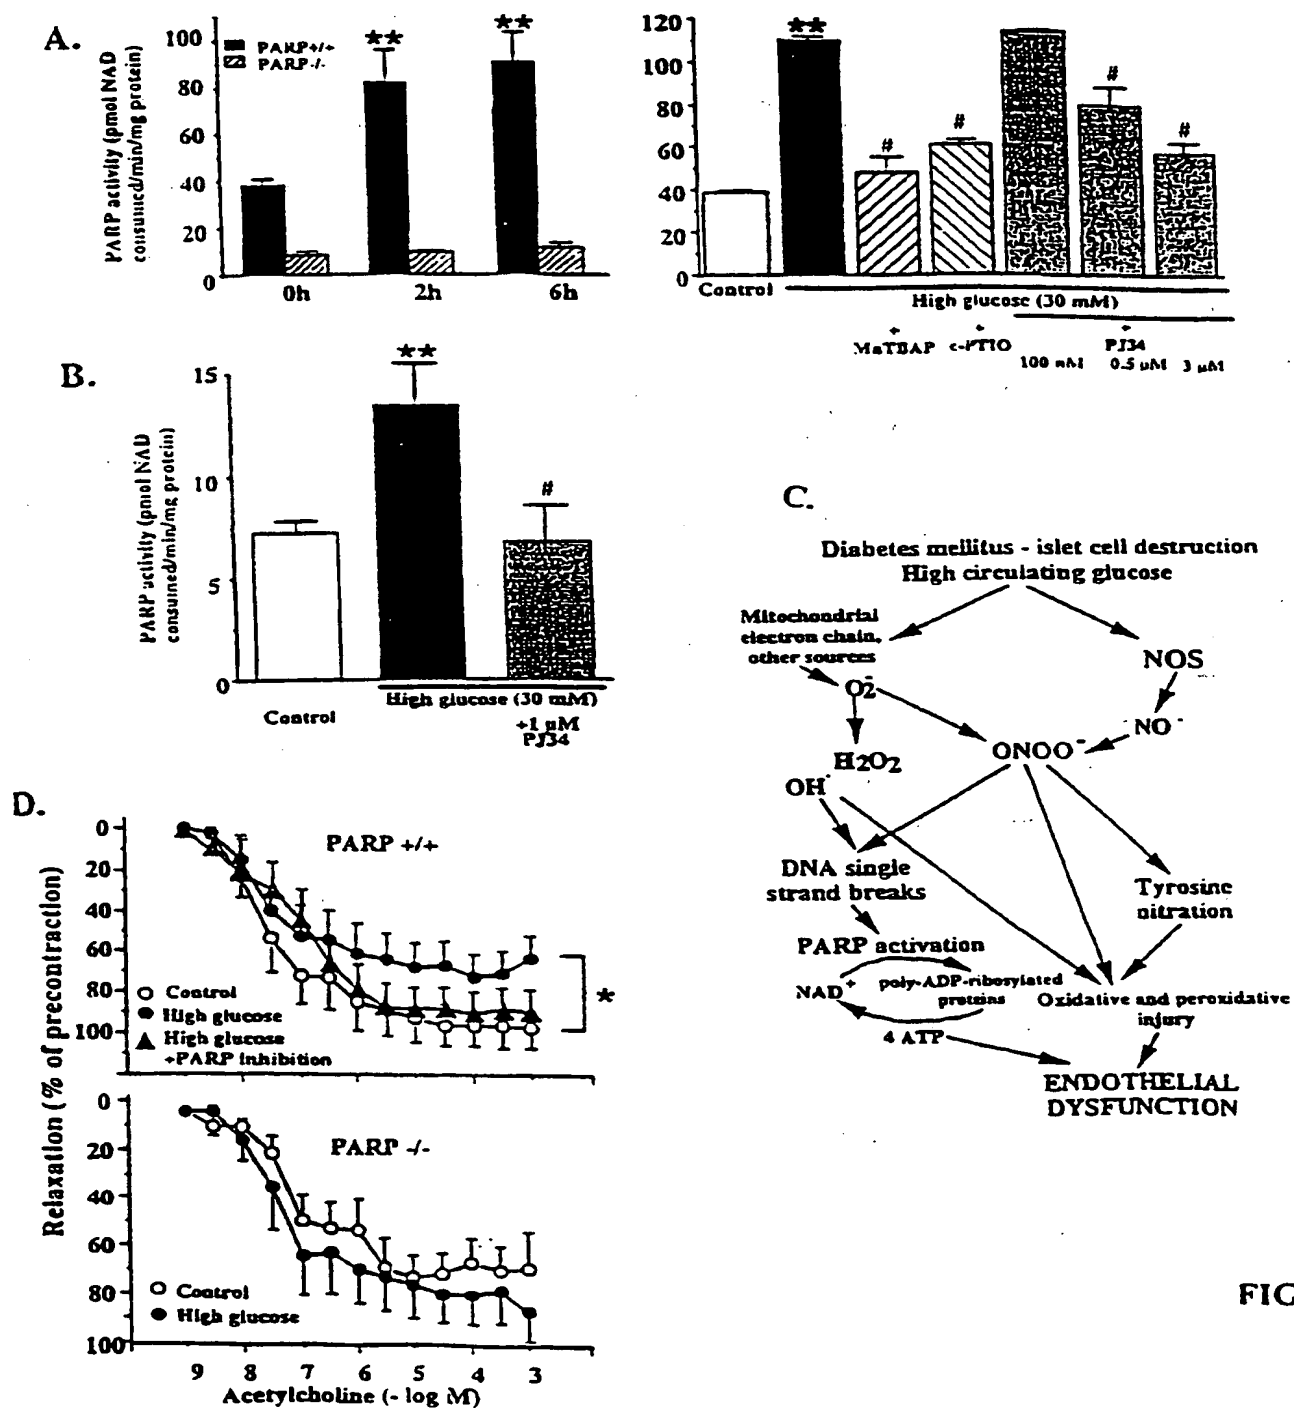 A.
PARP activity (pmol NAD
consumed/min/mg protein)
100
80
60
40
20
0
PARP+/+
PARP-/-
**
**
0h
2h
6h
120
100
80
60
40
20
0
**
#
#
#
#
Control
High glucose (30 mM)
+
MnTBAP
+
c-PTIO
+
PJ34
100 nM
0.5 µM
3 µM
B.
PARP activity (pmol NAD
consumed/min/mg protein)
15
10
5
0
**
#
Control
High glucose (30 mM)
+1 µM
PJ34
C.
Diabetes mellitus - islet cell destruction
High circulating glucose
Mitochondrial
electron chain,
other sources
NOS
O2-
NO·
H2O2
ONOO-
OH·
DNA single
strand breaks
Tyrosine
nitration
PARP activation
NAD+
poly-ADP-ribosylated
proteins
Oxidative and peroxidative
injury
4 ATP
ENDOTHELIAL
DYSFUNCTION
D.
Relaxation (% of precontraction)
0
20
40
60
80
100
PARP +/+
Control
High glucose
High glucose
+PARP Inhibition
*
0
20
40
60
80
100
PARP -/-
Control
High glucose
9 8 7 6 5 4 3
Acetylcholine (- log M)
FIG